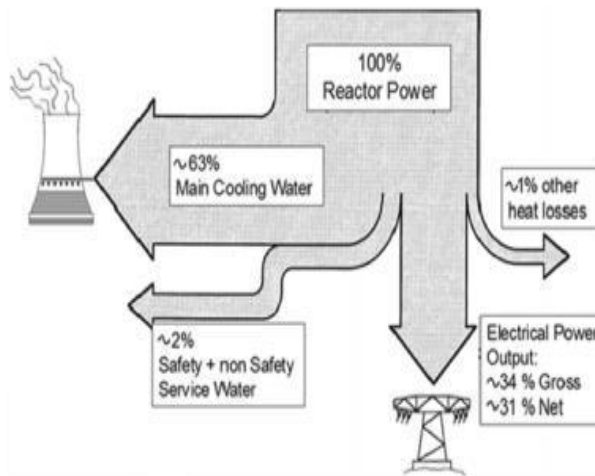 100%
Reactor Power
~63%
Main Cooling Water
~1% other
heat losses
~2%
Safety + non Safety
Service Water
Electrical Power
Output:
~34 % Gross
~31 % Net